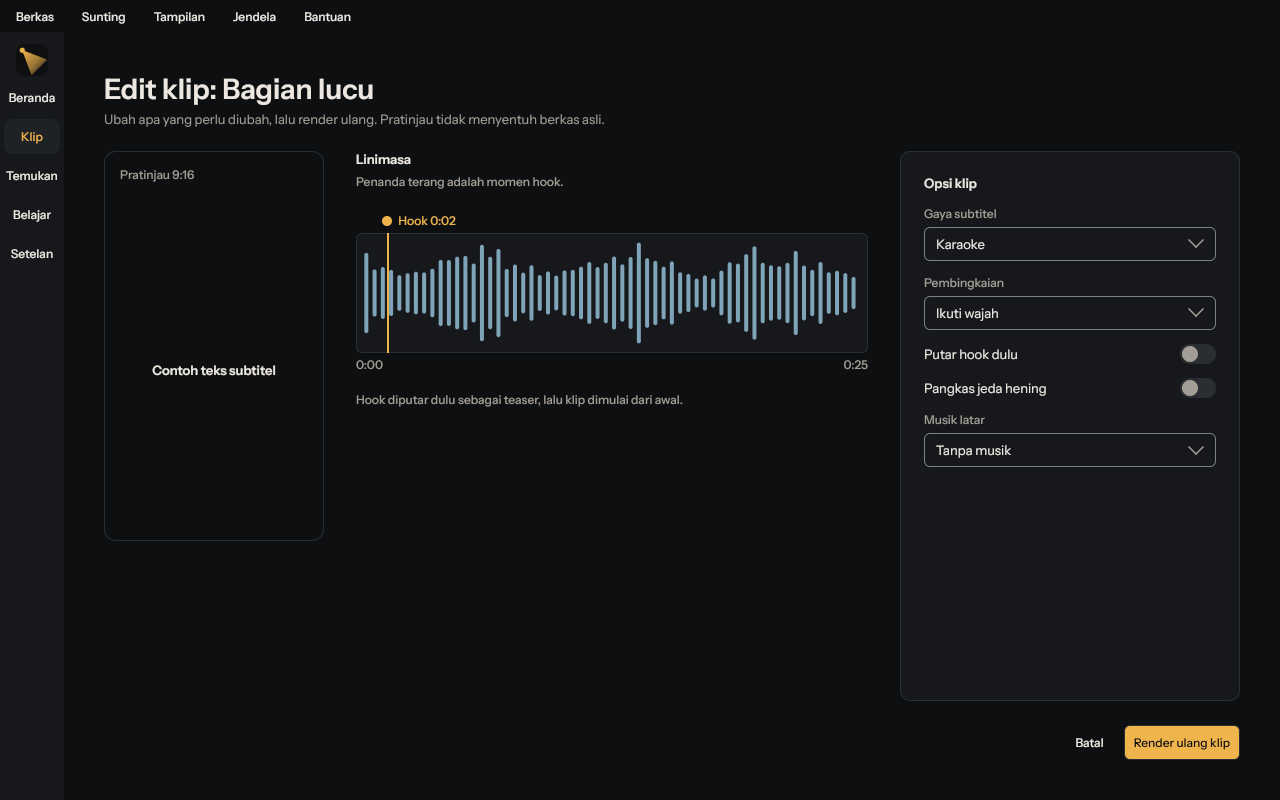 Berkas
Sunting
Tampilan
Jendela
Bantuan
Beranda
Klip
Temukan
Belajar
Setelan
Edit klip: Bagian lucu
Ubah apa yang perlu diubah, lalu render ulang. Pratinjau tidak menyentuh berkas asli.
Pratinjau 9:16
Contoh teks subtitel
Linimasa
Penanda terang adalah momen hook.
Hook 0:02
0:00
0:25
Hook diputar dulu sebagai teaser, lalu klip dimulai dari awal.
Opsi klip
Gaya subtitel
Karaoke
Pembingkaian
Ikuti wajah
Putar hook dulu
Pangkas jeda hening
Musik latar
Tanpa musik
Batal
Render ulang klip